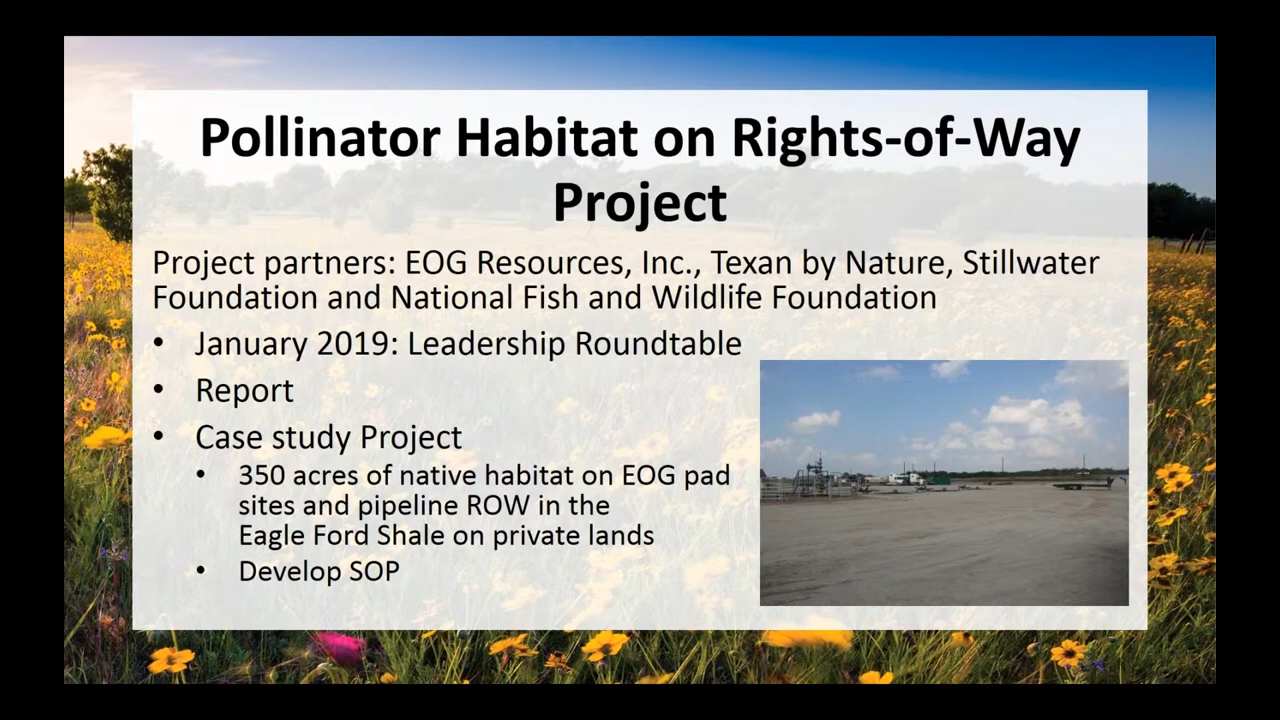 Pollinator Habitat on Rights-of-Way
Project
Project partners: EOG Resources, Inc., Texan by Nature, Stillwater
Foundation and National Fish and Wildlife Foundation
• January 2019: Leadership Roundtable
• Report
• Case study Project
• 350 acres of native habitat on EOG pad
sites and pipeline ROW in the
Eagle Ford Shale on private lands
• Develop SOP